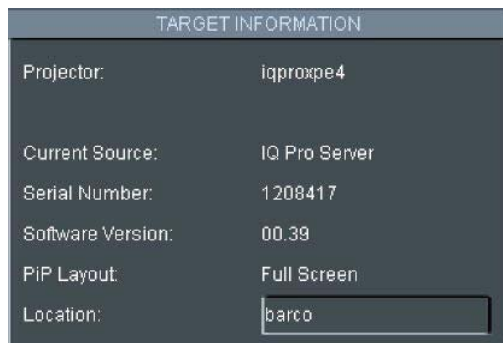 TARGET INFORMATION
Projector: iqproxpe4
Current Source: IQ Pro Server
Serial Number: 1208417
Software Version: 00.39
PiP Layout: Full Screen
Location: barco